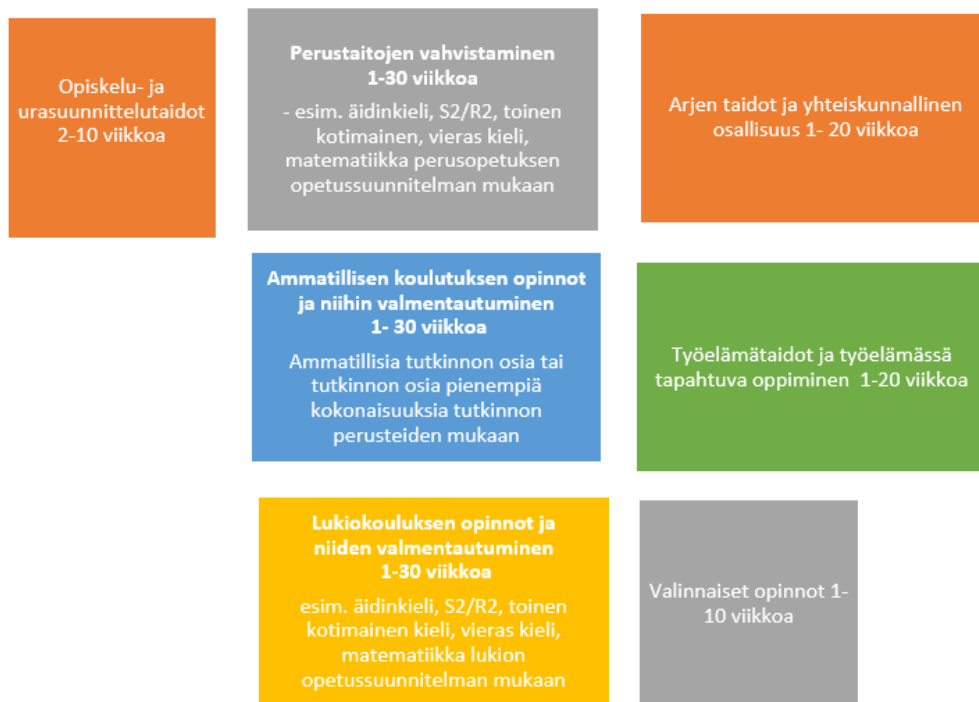 Opiskelu- ja
urasuunnittelutaidot
2-10 viikkoa
Perustaitojen vahvistaminen
1-30 viikkoa
- esim. äidinkieli, S2/R2, toinen
kotimainen, vieras kieli,
matematiikka perusopetuksen
opetussuunnitelman mukaan
Arjen taidot ja yhteiskunnallinen
osallisuus 1- 20 viikkoa
Ammatillisen koulutuksen opinnot
ja niihin valmentautuminen
1- 30 viikkoa
Ammatillisia tutkinnon osia tai
tutkinnon osia pienempiä
kokonaisuuksia tutkinnon
perusteiden mukaan
Työelämätaidot ja työelämässä
tapahtuva oppiminen  1-20 viikkoa
Lukiokouluksen opinnot ja
niiden valmentautuminen
1-30 viikkoa
esim. äidinkieli, S2/R2, toinen
kotimainen kieli, vieras kieli,
matematiikka lukion
opetussuunnitelman mukaan
Valinnaiset opinnot 1-
10 viikkoa